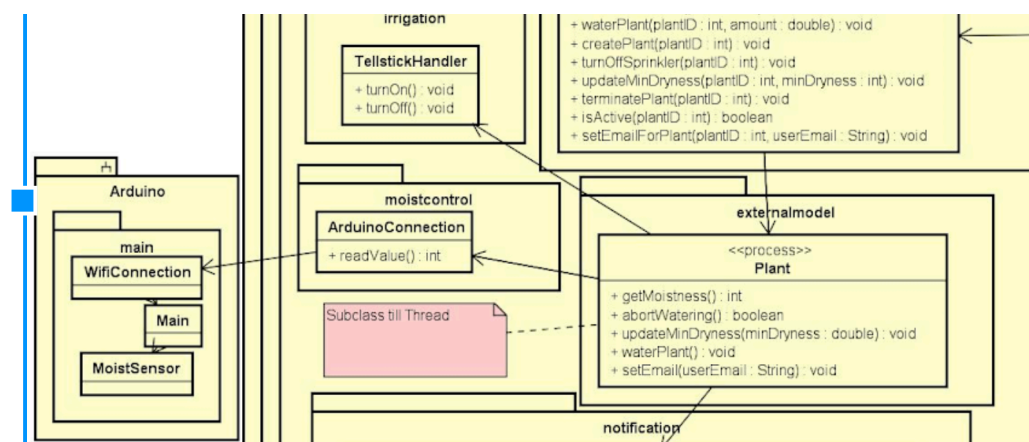 irrigation
TellstickHandler
+ turnOn() : void
+ turnOff() : void
+ waterPlant(plantID : int, amount : double) : void
+ createPlant(plantID : int) : void
+ turnOffSprinkler(plantID : int) : void
+ updateMinDryness(plantID : int, minDryness : int) : void
+ terminatePlant(plantID : int) : void
+ isActive(plantID : int) : boolean
+ setEmailForPlant(plantID : int, userEmail : String) : void
Arduino
main
WifiConnection
Main
MoistSensor
moistcontrol
ArduinoConnection
+ readValue() : int
Subclass till Thread
externalmodel
<<process>>
Plant
+ getMoistness() : int
+ abortWatering() : boolean
+ updateMinDryness(minDryness : double) : void
+ waterPlant() : void
+ setEmail(userEmail : String) : void
notification